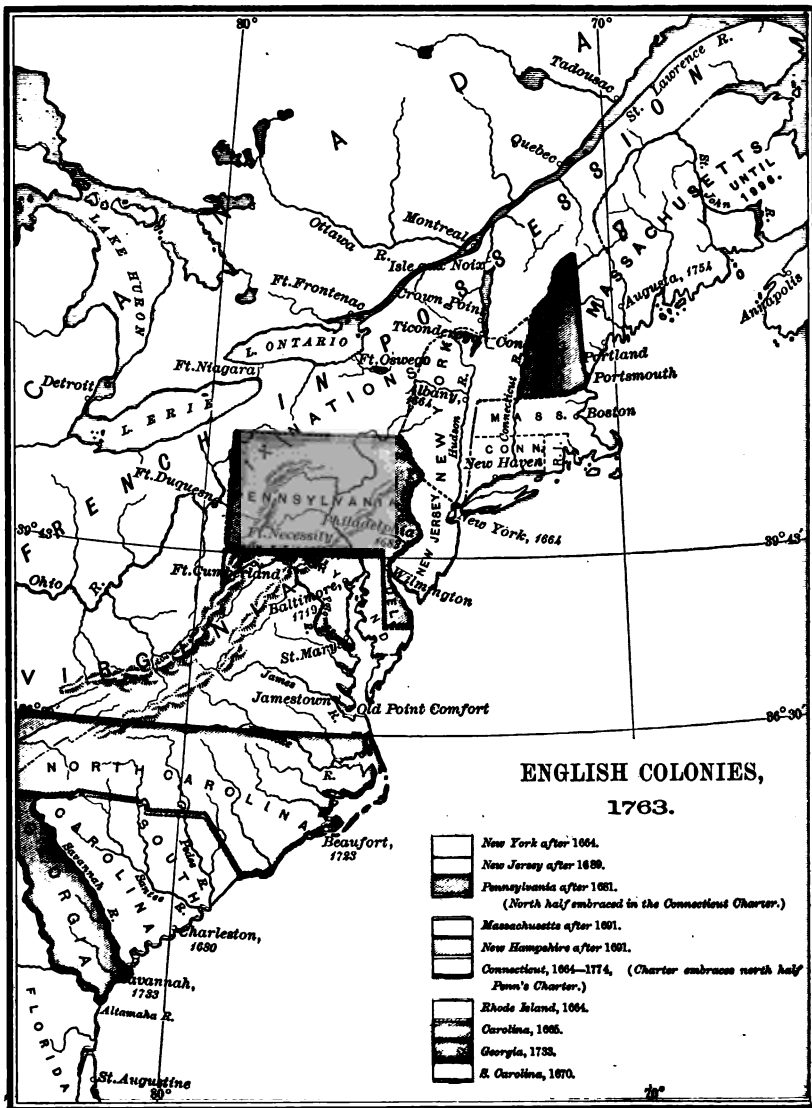 80°
70°
CANADA
Tadousac
St. Lawrence R.
Quebec
FRENCH POSSESSIONS
MASSACHUSETTS
UNTIL
St. John R.
Ottawa R.
Montreal
Isle aux Noix
LAKE HURON
Ft. Frontenac
Crown Point
Augusta, 1754
Annapolis
Ticonderoga
L. ONTARIO
Ft. Oswego
Ft. Niagara
Portland
Portsmouth
Detroit
Albany,
1664
Hudson R.
Connecticut R.
MASS.
Boston
L. ERIE
SIX NATIONS
NEW YORK
CONN.
R.I.
New Haven
Ft. Duquesne
PENNSYLVANIA
Philadelphia
1682
Ft. Necessity
NEW JERSEY
New York, 1664
39° 43'
39° 43'
Ft. Cumberland
Wilmington
DEL.
Ohio R.
Baltimore,
1719
St. Mary
VIRGINIA
James R.
Jamestown
Old Point Comfort
36° 30'
NORTH CAROLINA
R.
Beaufort,
1723
SOUTH CAROLINA
Pedee R.
Santee R.
Savannah R.
GEORGIA
Charleston,
1680
Savannah,
1733
Altamaha R.
FLORIDA
St. Augustine
80°
ENGLISH COLONIES,
1763.
New York after 1664.
New Jersey after 1689.
Pennsylvania after 1681.
(North half embraced in the Connecticut Charter.)
Massachusetts after 1691.
New Hampshire after 1691.
Connecticut, 1664—1774, (Charter embraces north half
Penn's Charter.)
Rhode Island, 1664.
Carolina, 1665.
Georgia, 1733.
S. Carolina, 1670.